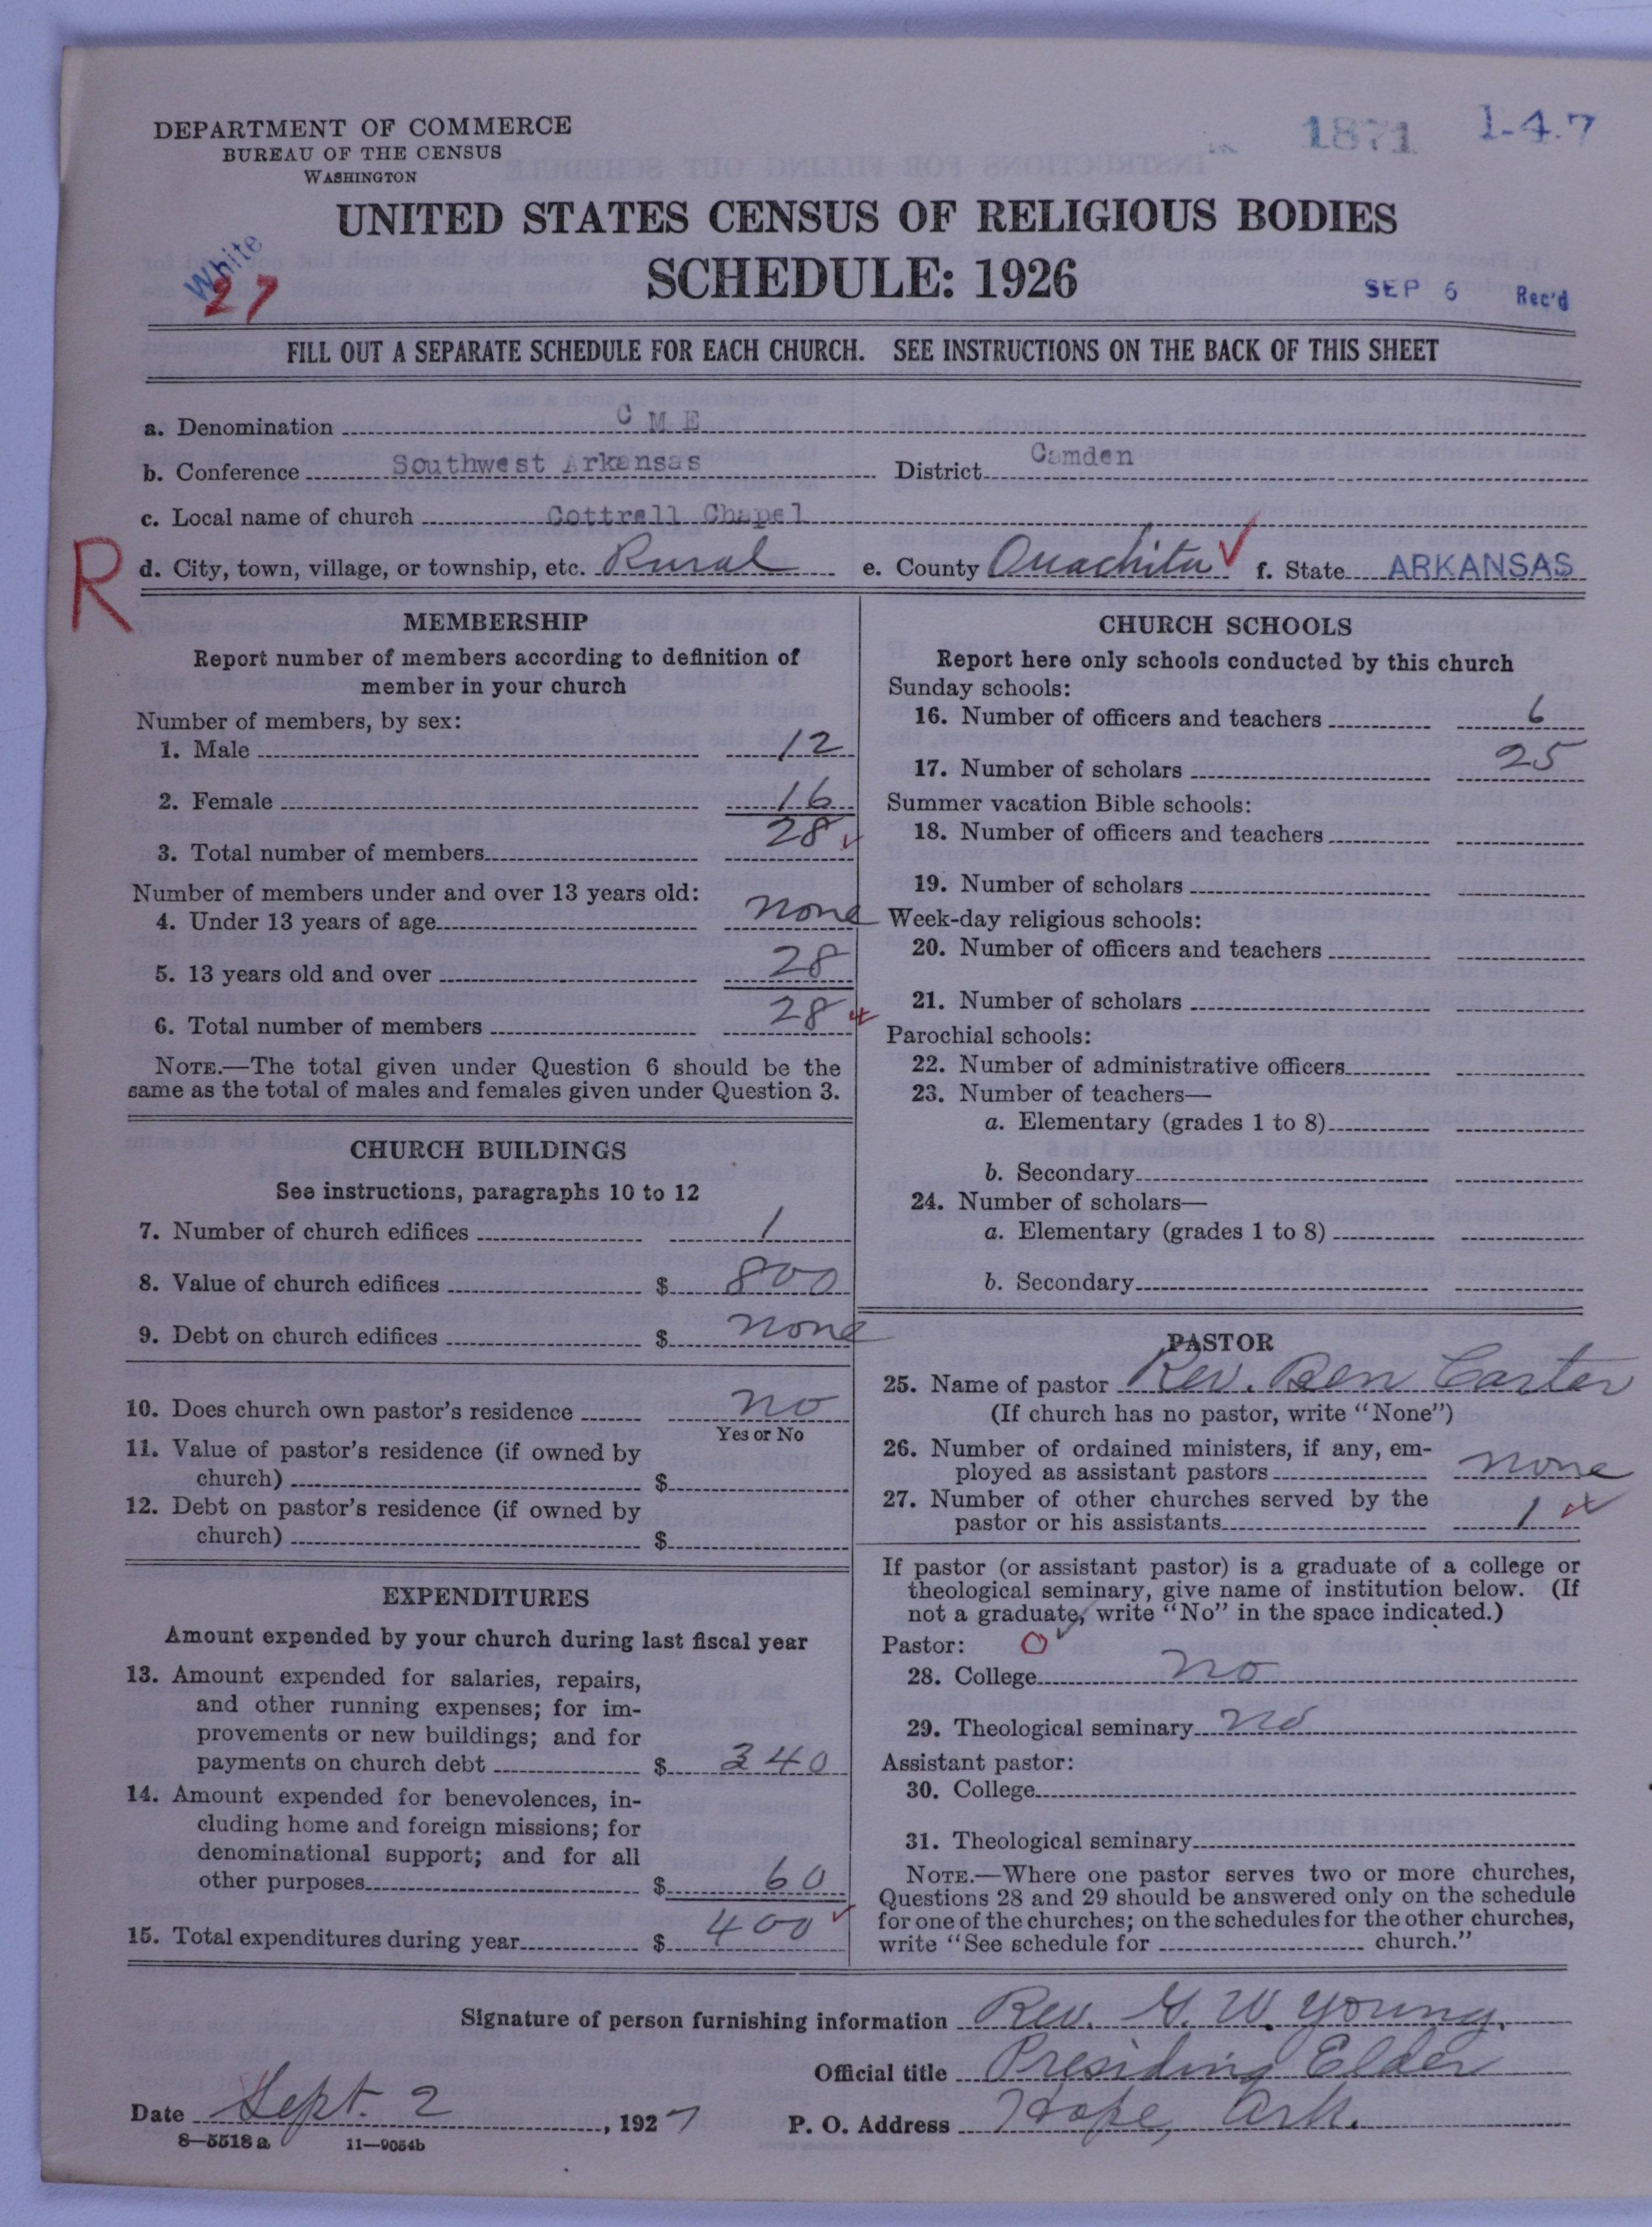 DEPARTMENT OF COMMERCE
BUREAU OF THE CENSUS
WASHINGTON
1871 1-4-7
UNITED STATES CENSUS OF RELIGIOUS BODIES
SCHEDULE: 1926
White
27
SEP 6 Rec'd
FILL OUT A SEPARATE SCHEDULE FOR EACH CHURCH. SEE INSTRUCTIONS ON THE BACK OF THIS SHEET
a. Denomination C M E
b. Conference Southwest Arkansas District Camden
c. Local name of church Cottrell Chapel
R
d. City, town, village, or township, etc. Rural e. County Ouachita f. State ARKANSAS
MEMBERSHIP
Report number of members according to definition of
member in your church
Number of members, by sex:
1. Male 12
2. Female 16
3. Total number of members 28
Number of members under and over 13 years old:
4. Under 13 years of age none
5. 13 years old and over 28
6. Total number of members 28
NOTE.—The total given under Question 6 should be the
same as the total of males and females given under Question 3.
CHURCH BUILDINGS
See instructions, paragraphs 10 to 12
7. Number of church edifices 1
8. Value of church edifices $ 800
9. Debt on church edifices $ none
10. Does church own pastor's residence no
Yes or No
11. Value of pastor's residence (if owned by
church) $
12. Debt on pastor's residence (if owned by
church) $
EXPENDITURES
Amount expended by your church during last fiscal year
13. Amount expended for salaries, repairs,
and other running expenses; for im-
provements or new buildings; and for
payments on church debt $ 340
14. Amount expended for benevolences, in-
cluding home and foreign missions; for
denominational support; and for all
other purposes $ 60
15. Total expenditures during year $ 400
CHURCH SCHOOLS
Report here only schools conducted by this church
Sunday schools:
16. Number of officers and teachers 6
17. Number of scholars 25
Summer vacation Bible schools:
18. Number of officers and teachers
19. Number of scholars
Week-day religious schools:
20. Number of officers and teachers
21. Number of scholars
Parochial schools:
22. Number of administrative officers
23. Number of teachers—
a. Elementary (grades 1 to 8)
b. Secondary
24. Number of scholars—
a. Elementary (grades 1 to 8)
b. Secondary
PASTOR
25. Name of pastor Rev. Ben Carter
(If church has no pastor, write "None")
26. Number of ordained ministers, if any, em-
ployed as assistant pastors none
27. Number of other churches served by the
pastor or his assistants 1
If pastor (or assistant pastor) is a graduate of a college or
theological seminary, give name of institution below. (If
not a graduate, write "No" in the space indicated.)
Pastor: O
28. College no
29. Theological seminary no
Assistant pastor:
30. College
31. Theological seminary
NOTE.—Where one pastor serves two or more churches,
Questions 28 and 29 should be answered only on the schedule
for one of the churches; on the schedules for the other churches,
write "See schedule for church."
Signature of person furnishing information Rev. G. W. Young.
Official title Presiding Elder
Date Sept. 2, 1927 P. O. Address Hope, Ark.
8—5518 a 11—9054b